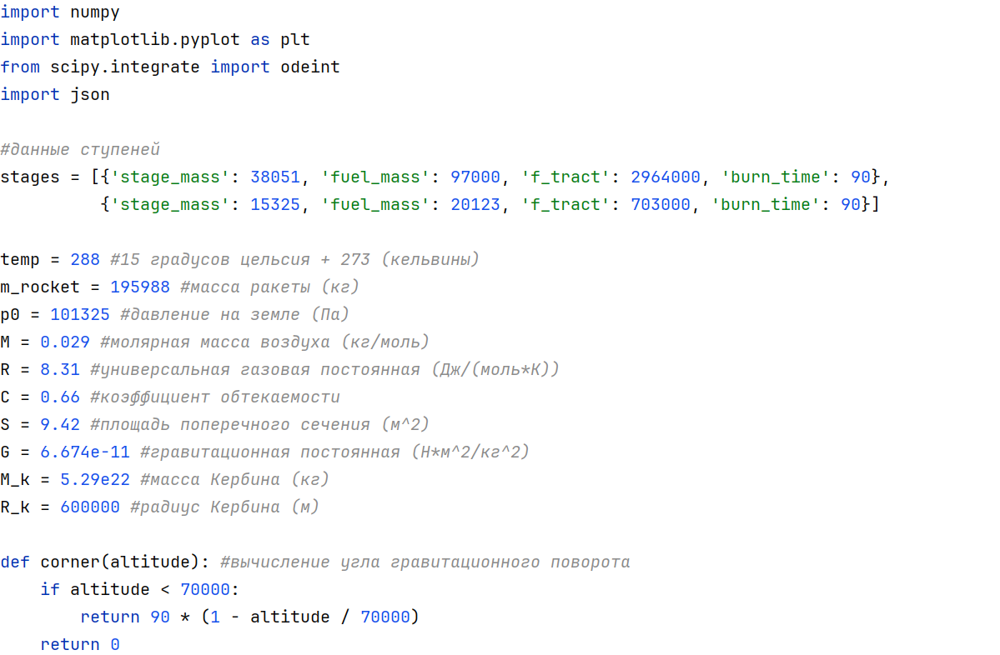 import numpy
import matplotlib.pyplot as plt
from scipy.integrate import odeint
import json
#данные ступеней
stages = [{'stage_mass': 38051, 'fuel_mass': 97000, 'f_tract': 2964000, 'burn_time': 90},
          {'stage_mass': 15325, 'fuel_mass': 20123, 'f_tract': 703000, 'burn_time': 90}]
temp = 288 #15 градусов цельсия + 273 (кельвины)
m_rocket = 195988 #масса ракеты (кг)
p0 = 101325 #давление на земле (Па)
M = 0.029 #молярная масса воздуха (кг/моль)
R = 8.31 #универсальная газовая постоянная (Дж/(моль*К))
C = 0.66 #коэффициент обтекаемости
S = 9.42 #площадь поперечного сечения (м^2)
G = 6.674e-11 #гравитационная постоянная (Н*м^2/кг^2)
M_k = 5.29e22 #масса Кербина (кг)
R_k = 600000 #радиус Кербина (м)
def corner(altitude): #вычисление угла гравитационного поворота
    if altitude < 70000:
        return 90 * (1 - altitude / 70000)
    return 0